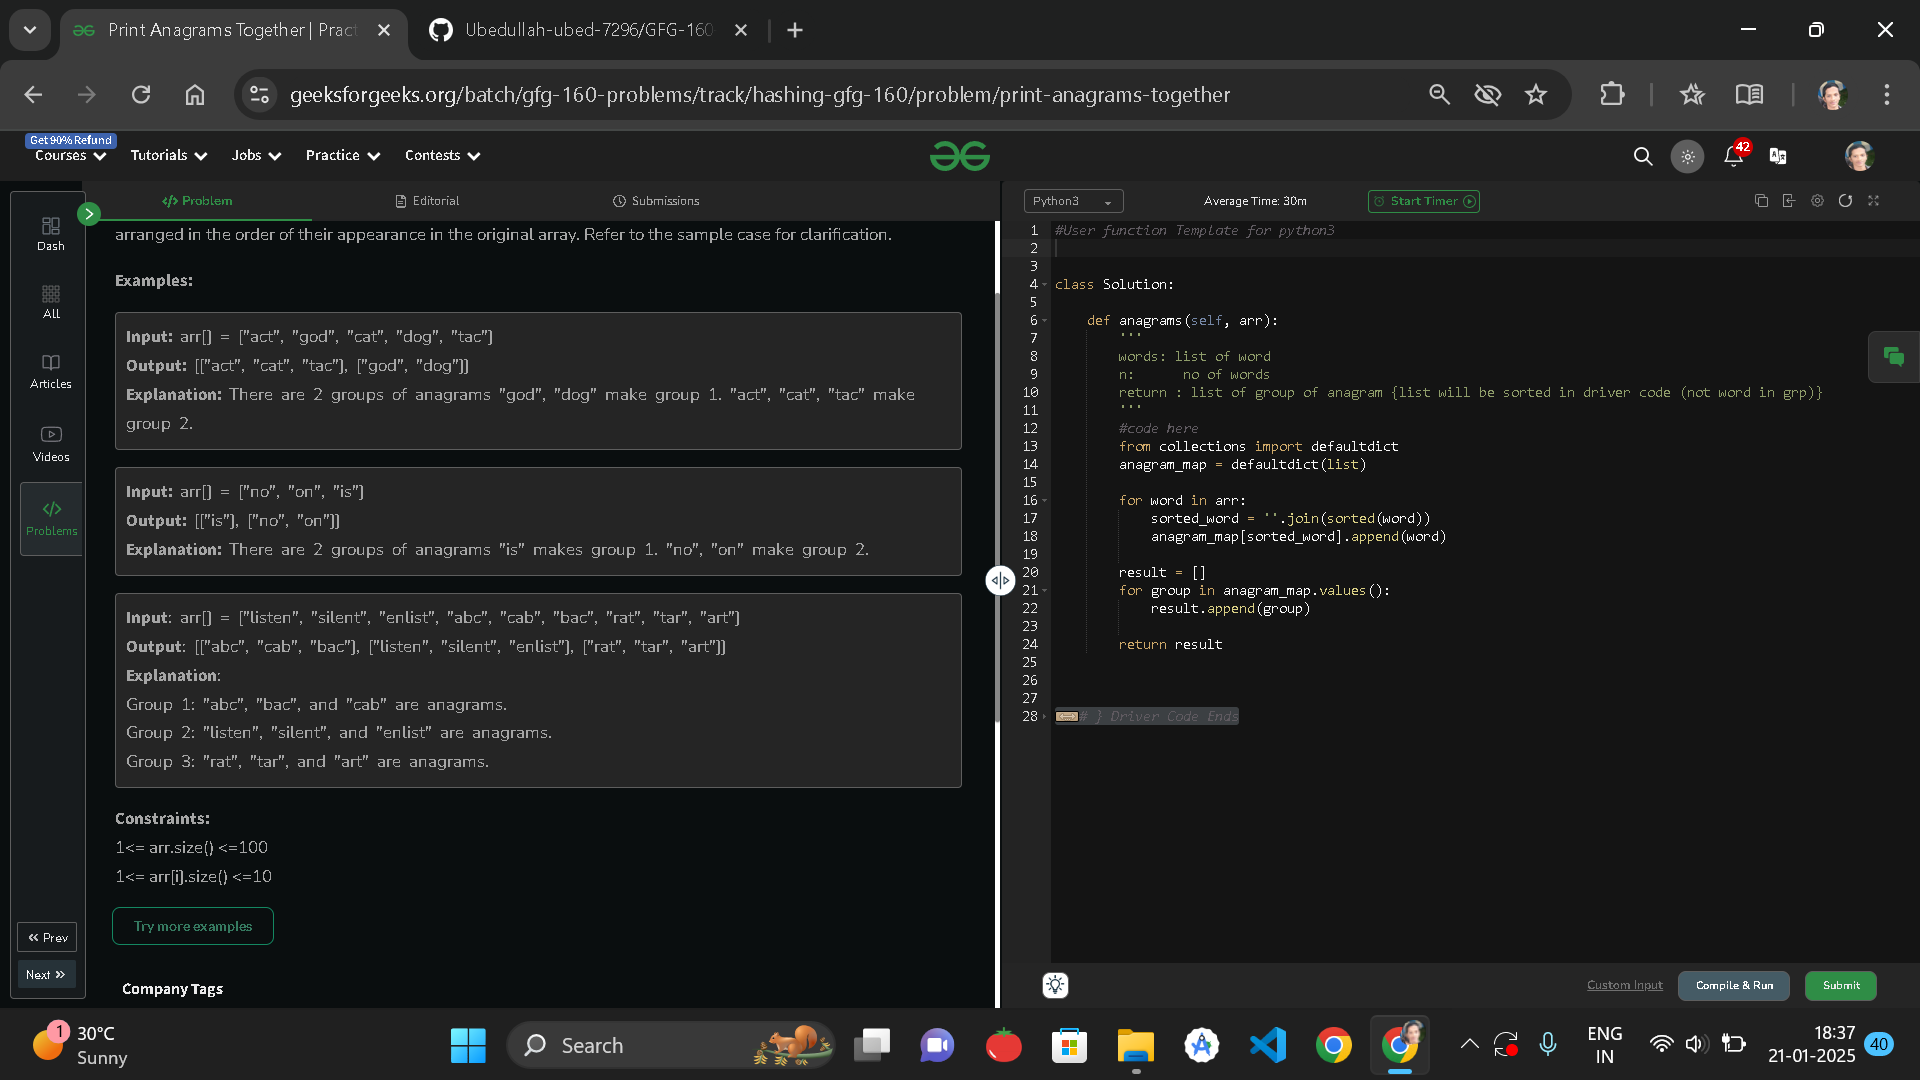 Print Anagrams Together | Pract
Ubedullah-ubed-7296/GFG-160
geeksforgeeks.org/batch/gfg-160-problems/track/hashing-gfg-160/problem/print-anagrams-together
Get 90% Refund
Courses
Tutorials
Jobs
Practice
Contests
42
Problem
Editorial
Submissions
Python3
Average Time: 30m
Start Timer
Dash
All
Articles
Videos
Problems
<< Prev
Next >>
arranged in the order of their appearance in the original array. Refer to the sample case for clarification.
Examples:
Input: arr[] = ["act", "god", "cat", "dog", "tac"]
Output: [["act", "cat", "tac"], ["god", "dog"]]
Explanation: There are 2 groups of anagrams "god", "dog" make group 1. "act", "cat", "tac" make
group 2.
Input: arr[] = ["no", "on", "is"]
Output: [["is"], ["no", "on"]]
Explanation: There are 2 groups of anagrams "is" makes group 1. "no", "on" make group 2.
Input: arr[] = ["listen", "silent", "enlist", "abc", "cab", "bac", "rat", "tar", "art"]
Output: [["abc", "cab", "bac"], ["listen", "silent", "enlist"], ["rat", "tar", "art"]]
Explanation:
Group 1: "abc", "bac", and "cab" are anagrams.
Group 2: "listen", "silent", and "enlist" are anagrams.
Group 3: "rat", "tar", and "art" are anagrams.
Constraints:
1<= arr.size() <=100
1<= arr[i].size() <=10
Try more examples
Company Tags
1 #User function Template for python3
2
3
4 class Solution:
5
6     def anagrams(self, arr):
7         '''
8         words: list of word
9         n:      no of words
10         return : list of group of anagram {list will be sorted in driver code (not word in grp)}
11         '''
12         #code here
13         from collections import defaultdict
14         anagram_map = defaultdict(list)
15
16         for word in arr:
17             sorted_word = ''.join(sorted(word))
18             anagram_map[sorted_word].append(word)
19
20         result = []
21         for group in anagram_map.values():
22             result.append(group)
23
24         return result
25
26
27
28 # } Driver Code Ends
Custom Input
Compile & Run
Submit
1
30°C
Sunny
Search
ENG
IN
18:37
21-01-2025
40